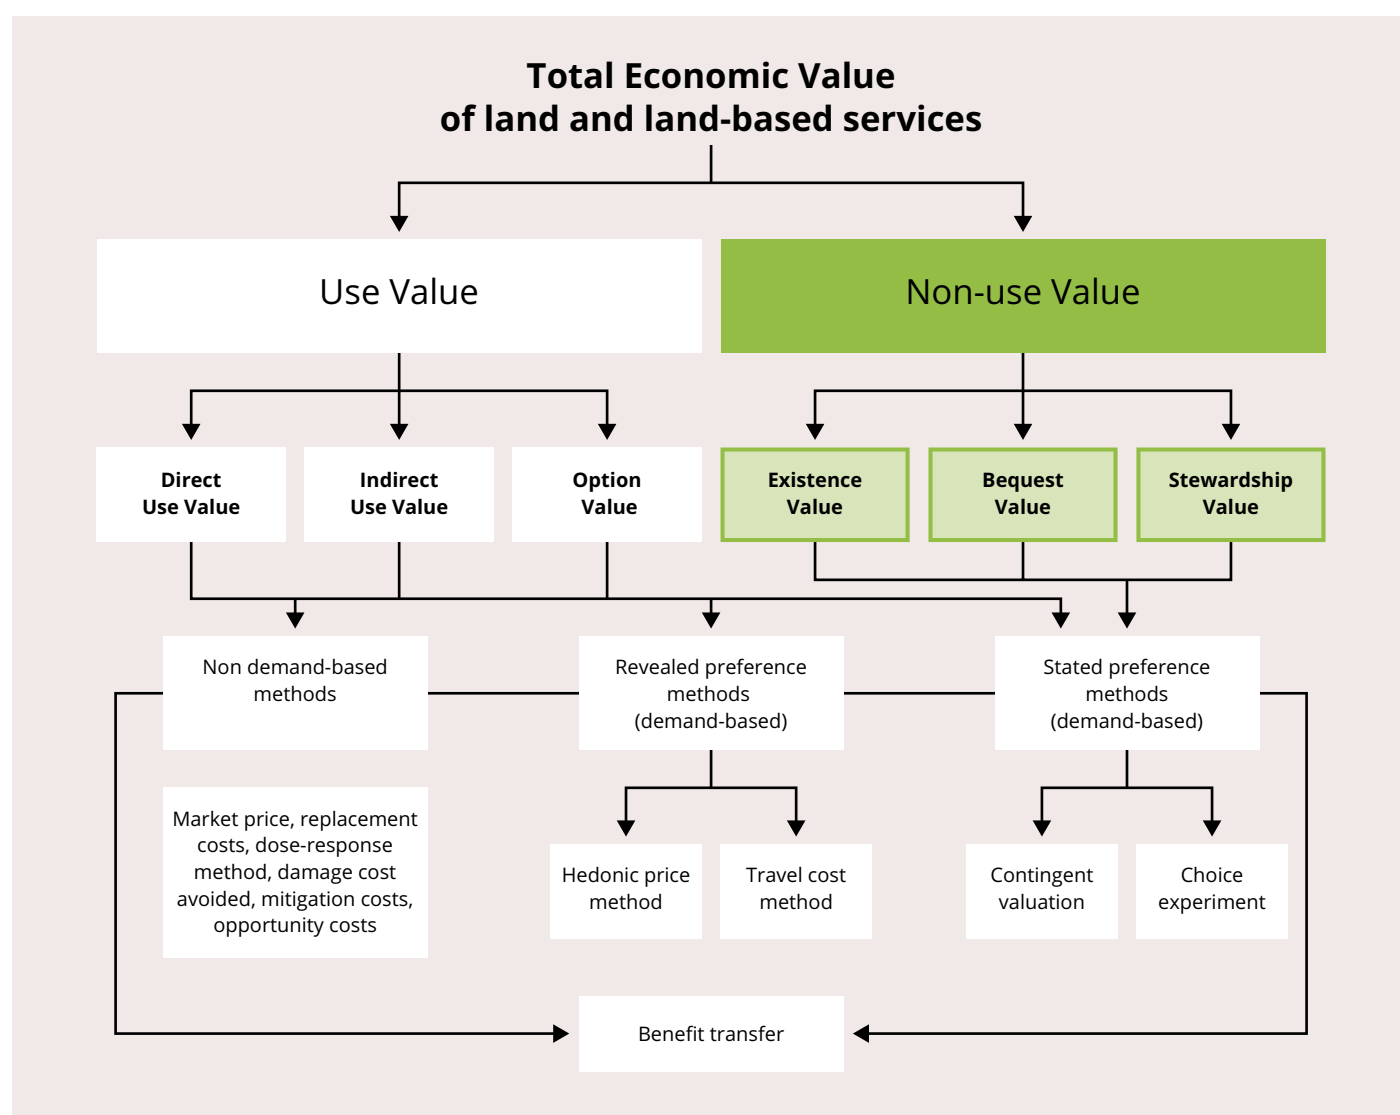 Total Economic Value
of land and land-based services
Use Value
Non-use Value
Direct
Use Value
Indirect
Use Value
Option
Value
Existence
Value
Bequest
Value
Stewardship
Value
Non demand-based
methods
Revealed preference
methods
(demand-based)
Stated preference
methods
(demand-based)
Market price, replacement
costs, dose-response
method, damage cost
avoided, mitigation costs,
opportunity costs
Hedonic price
method
Travel cost
method
Contingent
valuation
Choice
experiment
Benefit transfer